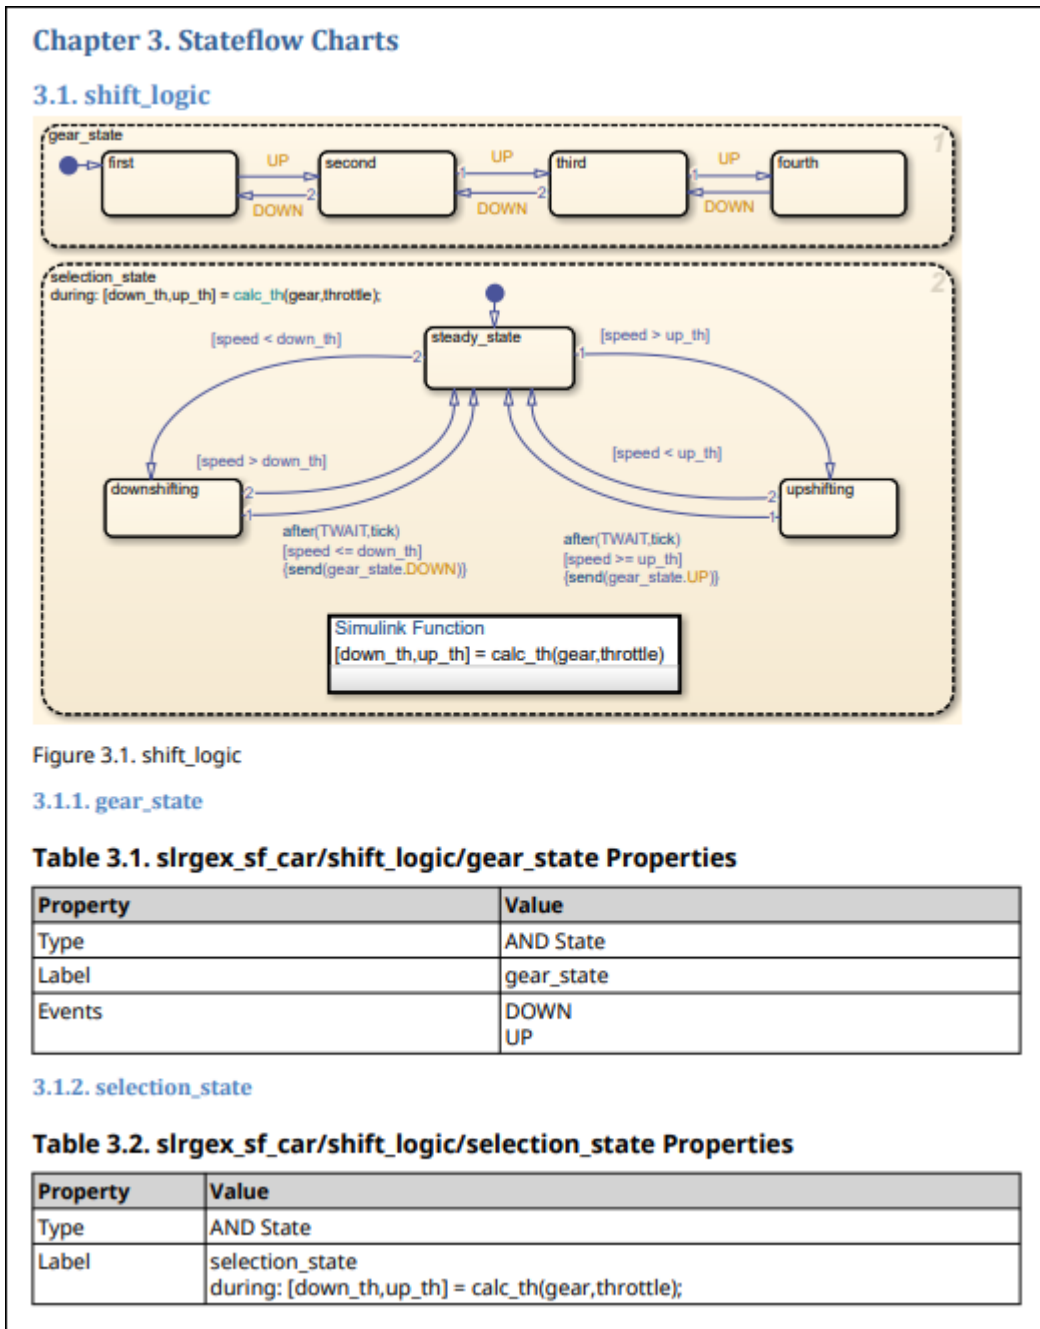 Chapter 3. Stateflow Charts
3.1. shift_logic
gear_state
1
first
UP
second
1
UP
third
1
UP
fourth
2
DOWN
DOWN
2
DOWN
selection_state
2
during: [down_th,up_th] = calc_th(gear,throttle);
[speed < down_th]
2
steady_state
1
[speed > up_th]
[speed > down_th]
[speed < up_th]
downshifting
2
1
2
1
upshifting
after(TWAIT,tick)
[speed <= down_th]
{send(gear_state.DOWN)}
after(TWAIT,tick)
[speed >= up_th]
{send(gear_state.UP)}
Simulink Function
[down_th,up_th] = calc_th(gear,throttle)
Figure 3.1. shift_logic
3.1.1. gear_state
Table 3.1. slrgex_sf_car/shift_logic/gear_state Properties
Property Value
Type AND State
Label gear_state
Events DOWN
UP
3.1.2. selection_state
Table 3.2. slrgex_sf_car/shift_logic/selection_state Properties
Property Value
Type AND State
Label selection_state
during: [down_th,up_th] = calc_th(gear,throttle);